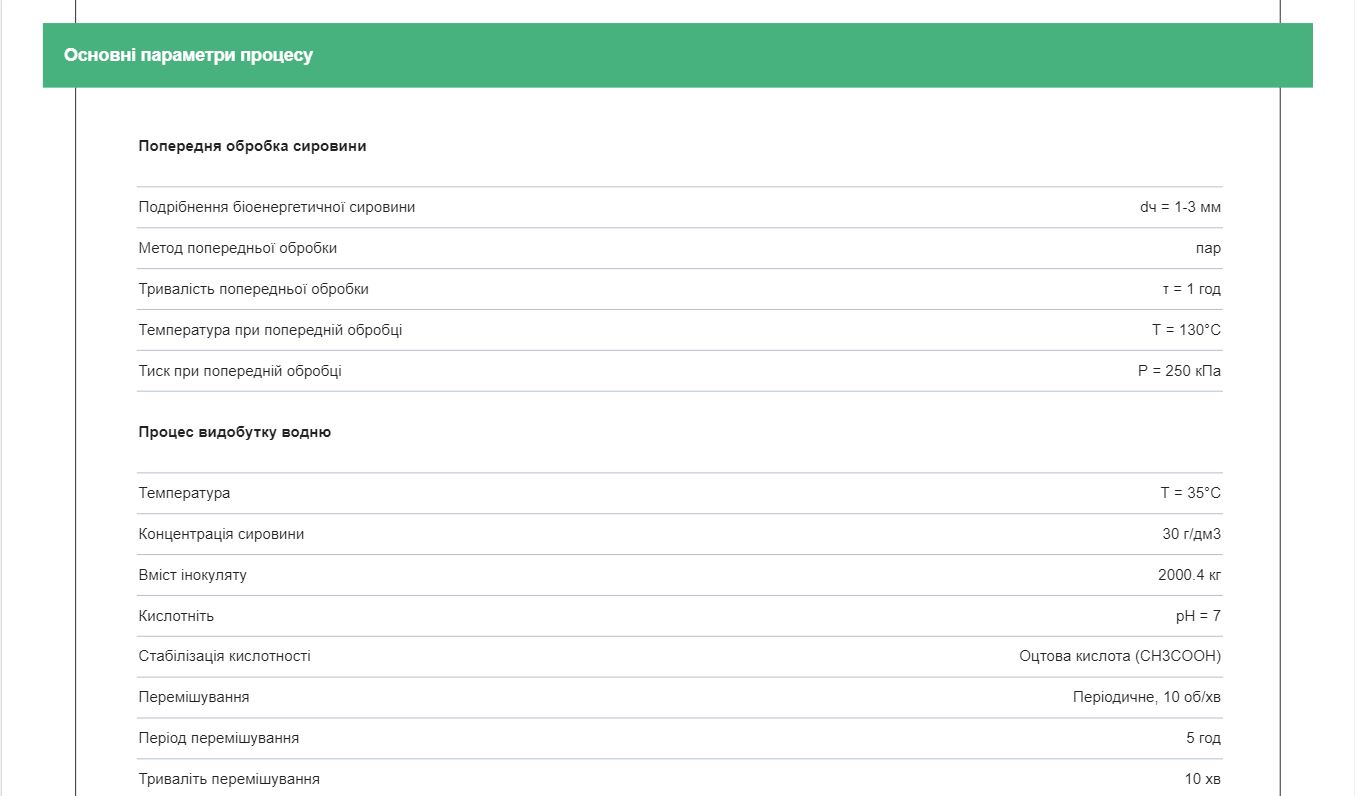 Основні параметри процесу
Попередня обробка сировини
Подрібнення біоенергетичної сировини dч = 1-3 мм
Метод попередньої обробки пар
Тривалість попередньої обробки τ = 1 год
Температура при попередній обробці T = 130°C
Тиск при попередній обробці P = 250 кПа
Процес видобутку водню
Температура T = 35°C
Концентрація сировини 30 г/дм3
Вміст інокуляту 2000.4 кг
Кислотніть pH = 7
Стабілізація кислотності Оцтова кислота (CH3COOH)
Перемішування Періодичне, 10 об/хв
Період перемішування 5 год
Триваліть перемішування 10 хв